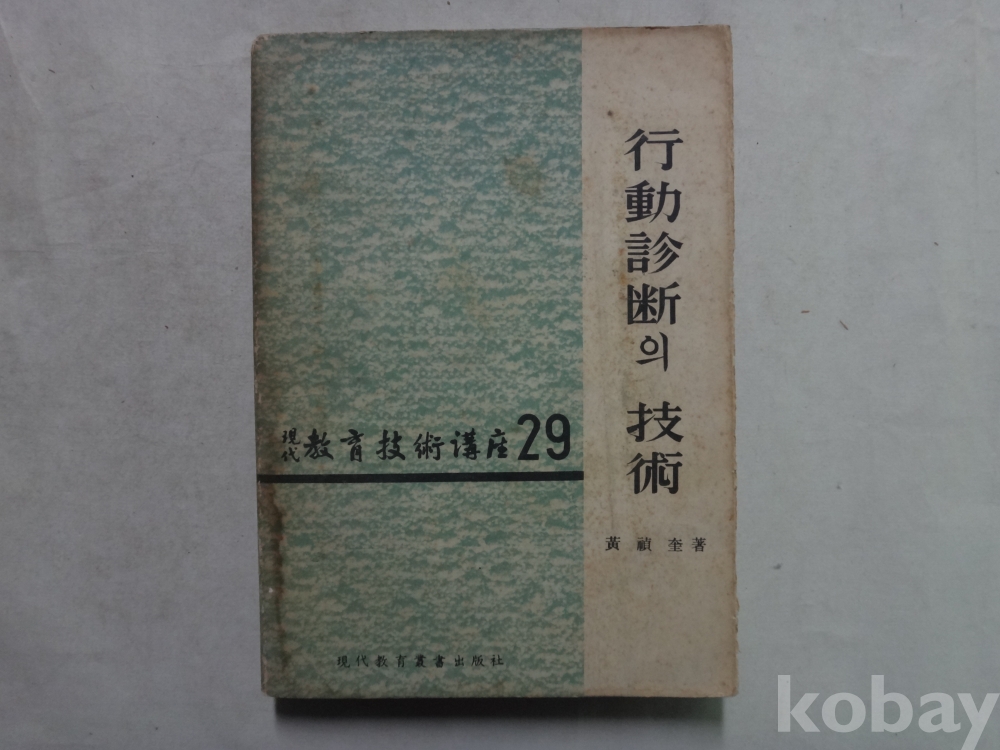 行動診断의 技術
黃禎奎著
現代 教育技術講座 29
現代教育叢書出版社
kobay